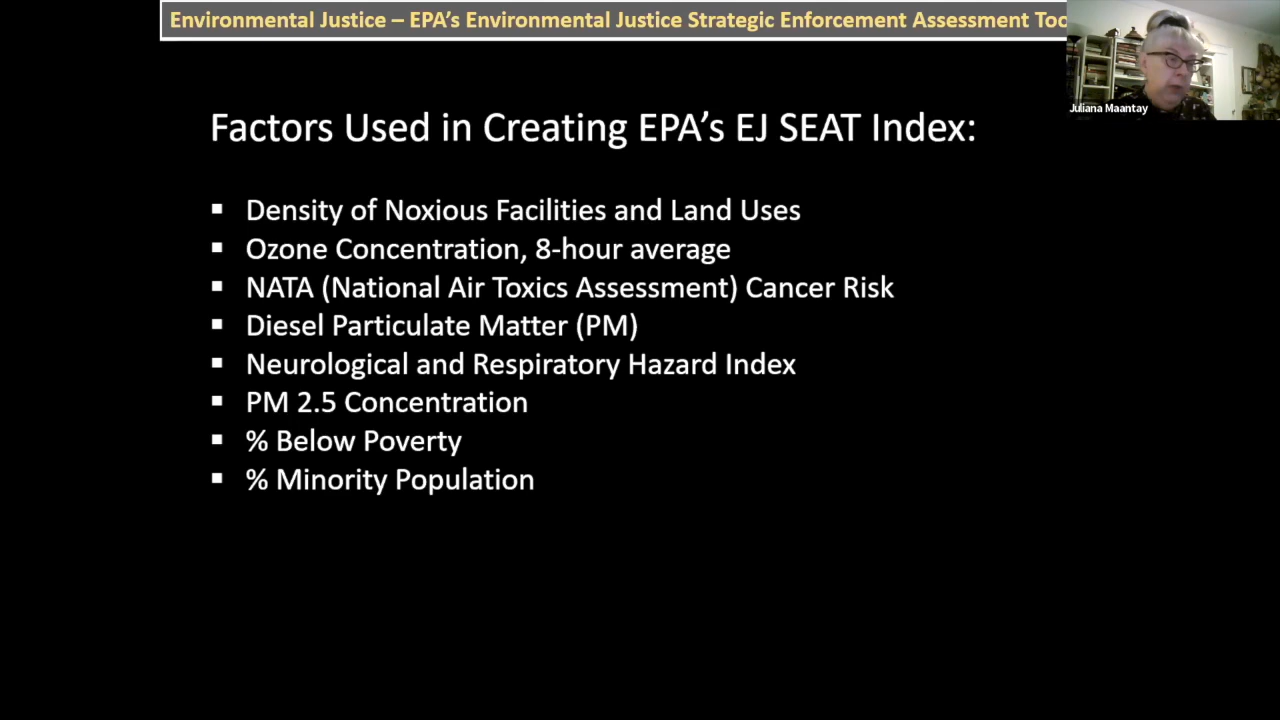 Environmental Justice – EPA's Environmental Justice Strategic Enforcement Assessment Too
Juliana Maantay
Factors Used in Creating EPA's EJ SEAT Index:
▪ Density of Noxious Facilities and Land Uses
▪ Ozone Concentration, 8-hour average
▪ NATA (National Air Toxics Assessment) Cancer Risk
▪ Diesel Particulate Matter (PM)
▪ Neurological and Respiratory Hazard Index
▪ PM 2.5 Concentration
▪ % Below Poverty
▪ % Minority Population